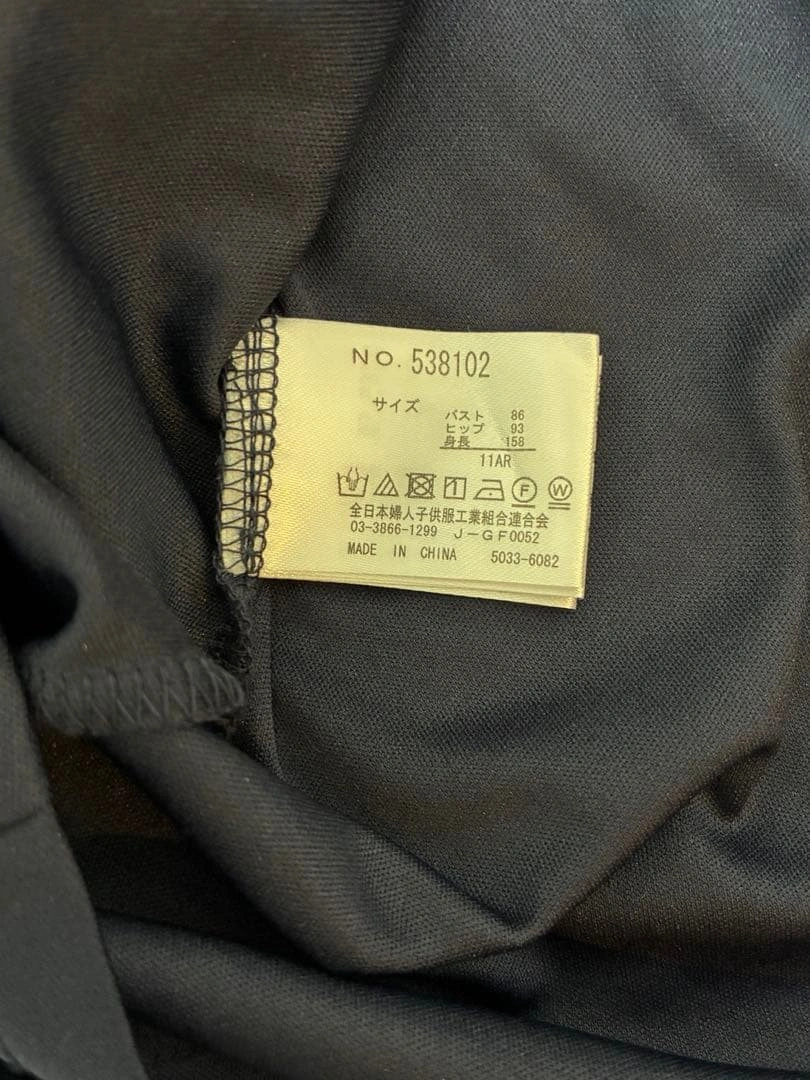 NO. 538102
サイズ
バスト 86
ヒップ 93
身長 158
11AR
F W
全日本婦人子供服工業組合連合会
03-3866-1299 J-GF0052
MADE IN CHINA 5033-6082